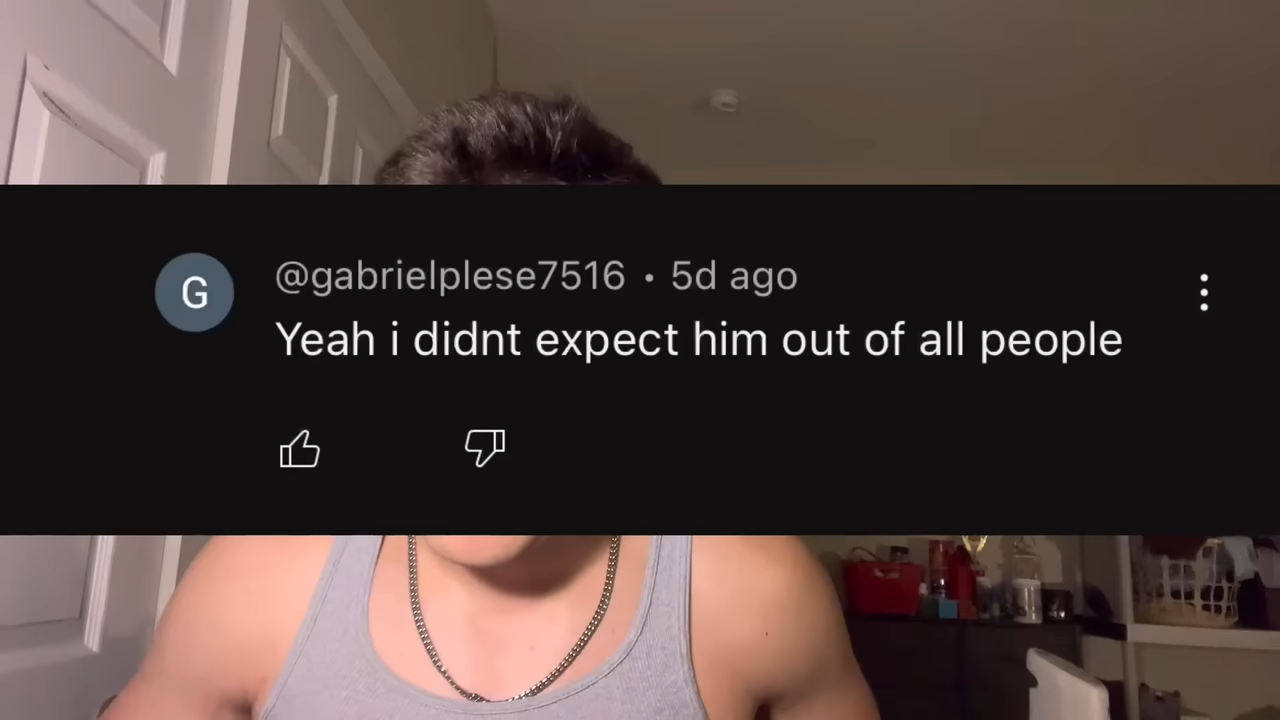 G
@gabrielplese7516 · 5d ago
Yeah i didnt expect him out of all people